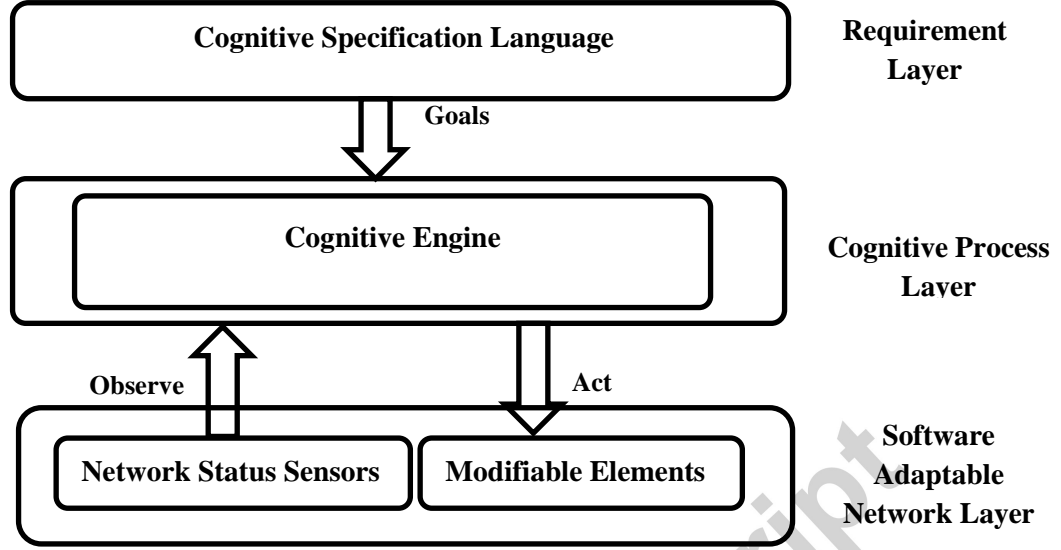 Cognitive Specification Language
Requirement
Layer
Goals
Cognitive Engine
Cognitive Process
Layer
Observe
Act
Network Status Sensors
Modifiable Elements
Software
Adaptable
Network Layer
ript